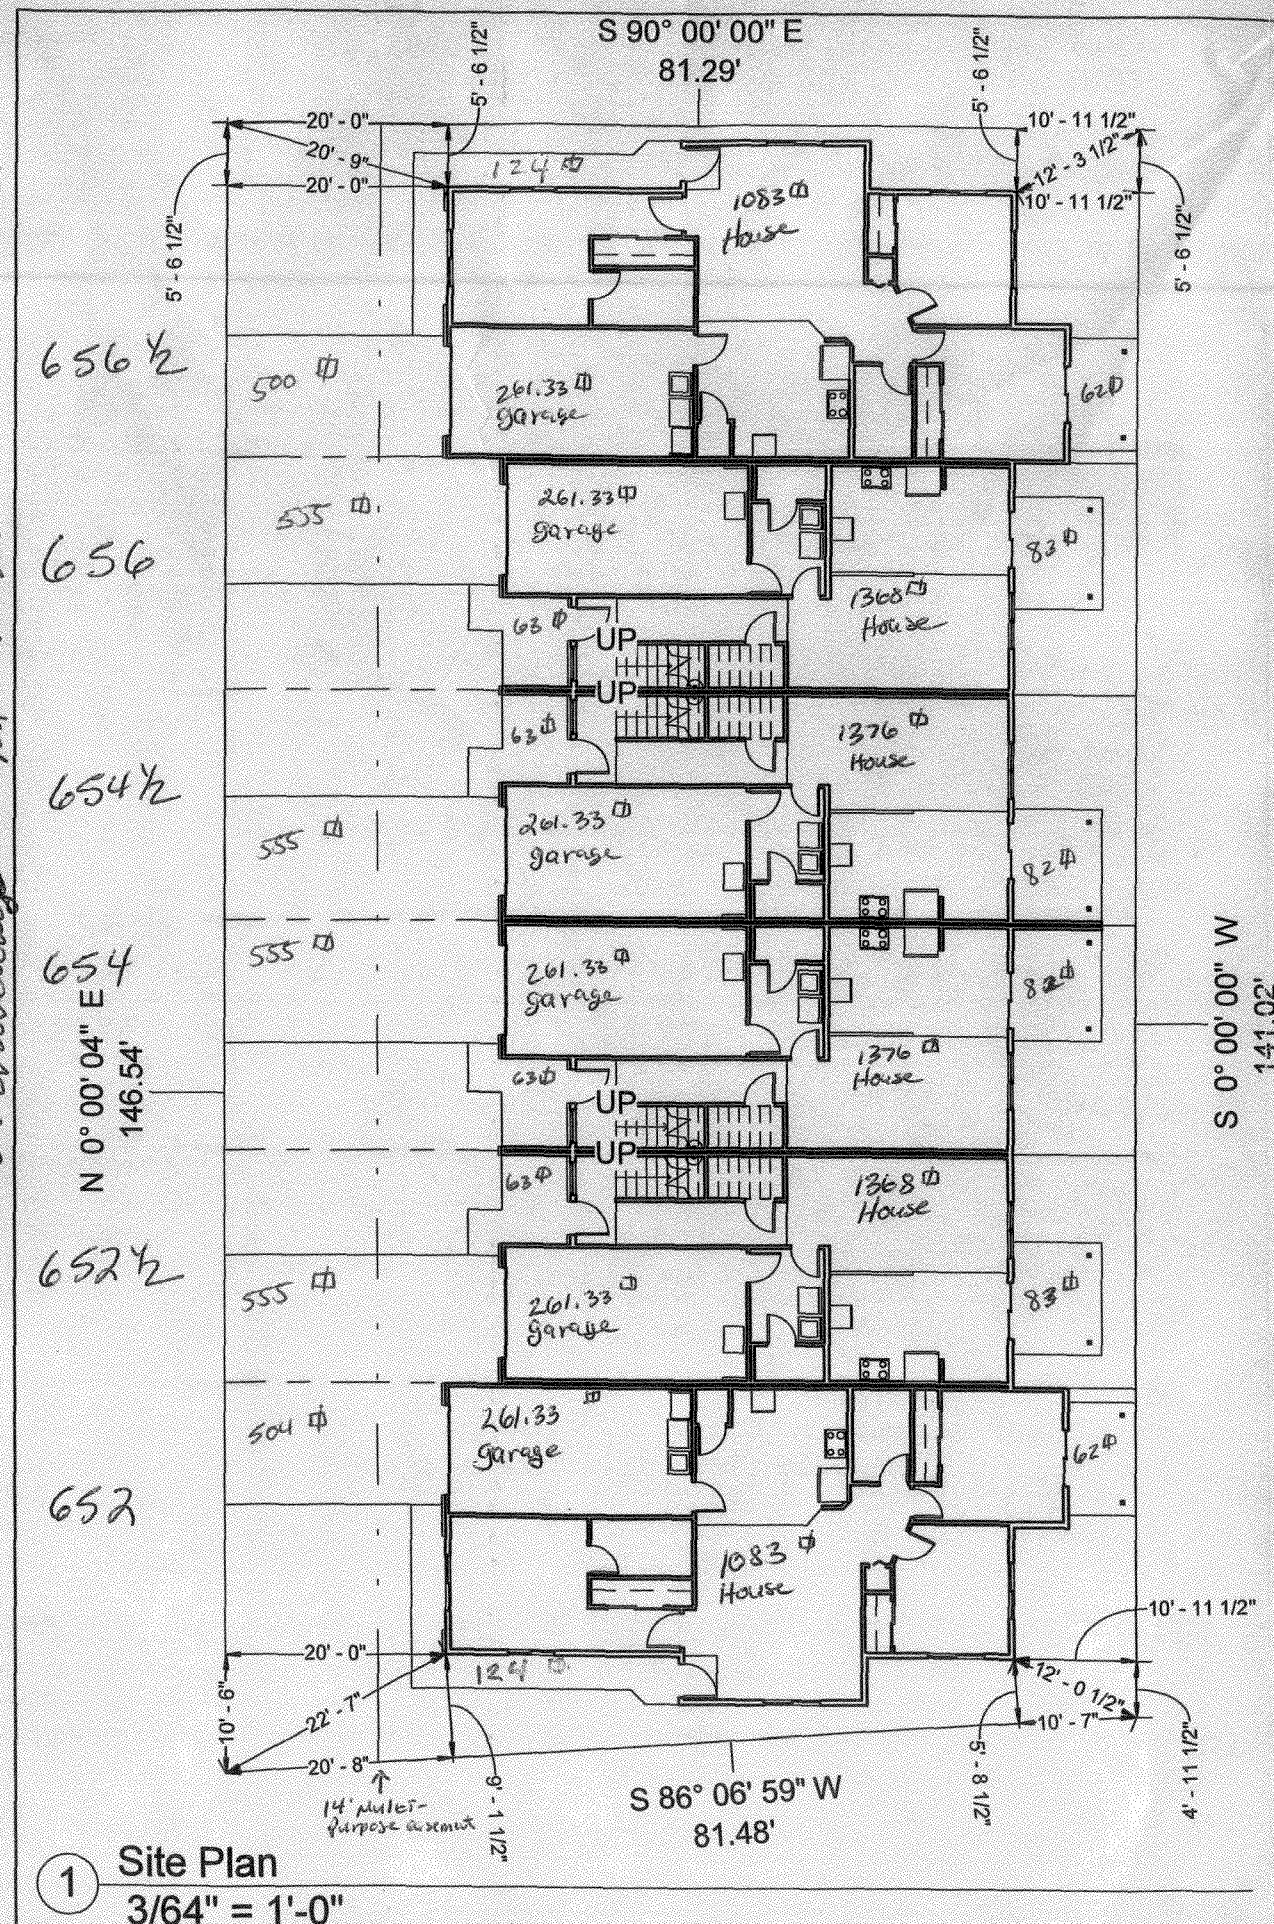 S 90° 00' 00" E
81.29'
5' - 6 1/2"
5' - 6 1/2"
20' - 0"
20' - 9"
20' - 0"
10' - 11 1/2"
12' - 3 1/2"
10' - 11 1/2"
5' - 6 1/2"
5' - 6 1/2"
124
1083
House
656 1/2
500
261.33
garage
62
656
555
261.33
garage
83
1368
House
63
UP
UP
63
1376
House
654 1/2
555
261.33
garage
82
654
555
261.33
garage
82
1376
House
63
UP
UP
63
1368
House
N 0° 00' 04" E
146.54'
S 0° 00' 00" W
141.02'
652 1/2
555
261.33
garage
83
504
261.33
garage
62
652
1083
House
124
20' - 0"
10' - 6"
22' - 7"
20' - 8"
9' - 1 1/2"
10' - 11 1/2"
12' - 0 1/2"
10' - 7"
5' - 8 1/2"
4' - 11 1/2"
14' Multi-
Purpose easement
S 86° 06' 59" W
81.48'
1
Site Plan
3/64" = 1'-0"